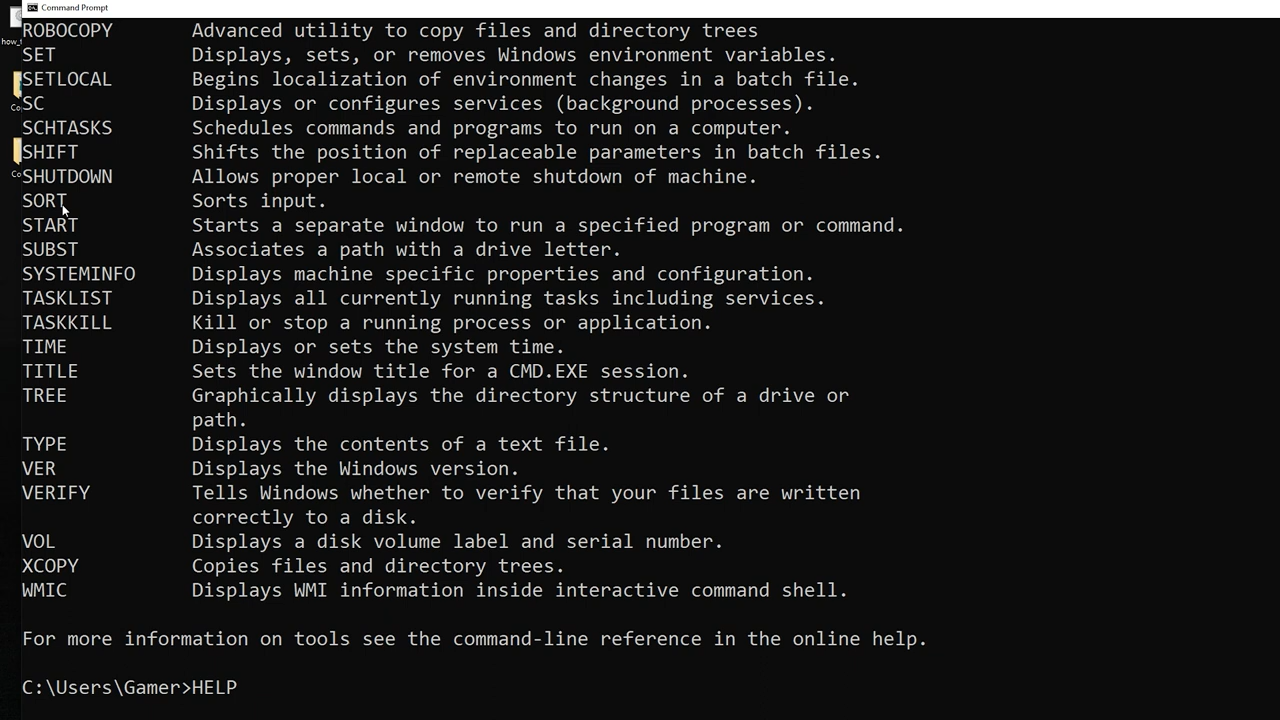 Command Prompt
ROBOCOPY Advanced utility to copy files and directory trees
SET Displays, sets, or removes Windows environment variables.
SETLOCAL Begins localization of environment changes in a batch file.
SC Displays or configures services (background processes).
SCHTASKS Schedules commands and programs to run on a computer.
SHIFT Shifts the position of replaceable parameters in batch files.
SHUTDOWN Allows proper local or remote shutdown of machine.
SORT Sorts input.
START Starts a separate window to run a specified program or command.
SUBST Associates a path with a drive letter.
SYSTEMINFO Displays machine specific properties and configuration.
TASKLIST Displays all currently running tasks including services.
TASKKILL Kill or stop a running process or application.
TIME Displays or sets the system time.
TITLE Sets the window title for a CMD.EXE session.
TREE Graphically displays the directory structure of a drive or
path.
TYPE Displays the contents of a text file.
VER Displays the Windows version.
VERIFY Tells Windows whether to verify that your files are written
correctly to a disk.
VOL Displays a disk volume label and serial number.
XCOPY Copies files and directory trees.
WMIC Displays WMI information inside interactive command shell.
For more information on tools see the command-line reference in the online help.
C:\Users\Gamer>HELP